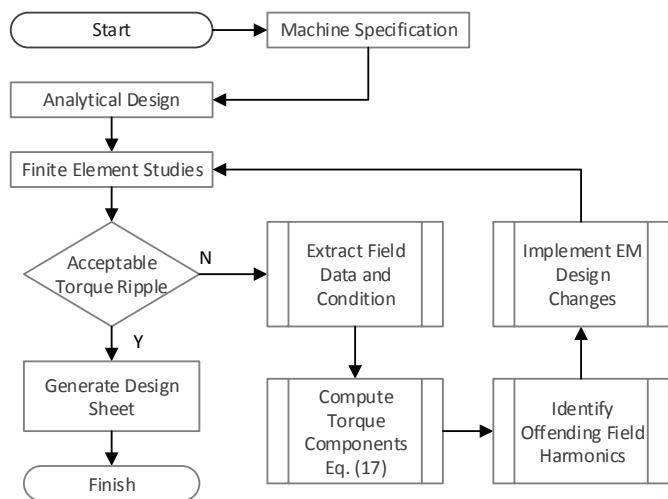 Start
Machine Specification
Analytical Design
Finite Element Studies
Acceptable
Torque Ripple
N
Y
Extract Field
Data and
Condition
Implement EM
Design
Changes
Generate Design
Sheet
Compute
Torque
Components
Eq. (17)
Identify
Offending Field
Harmonics
Finish